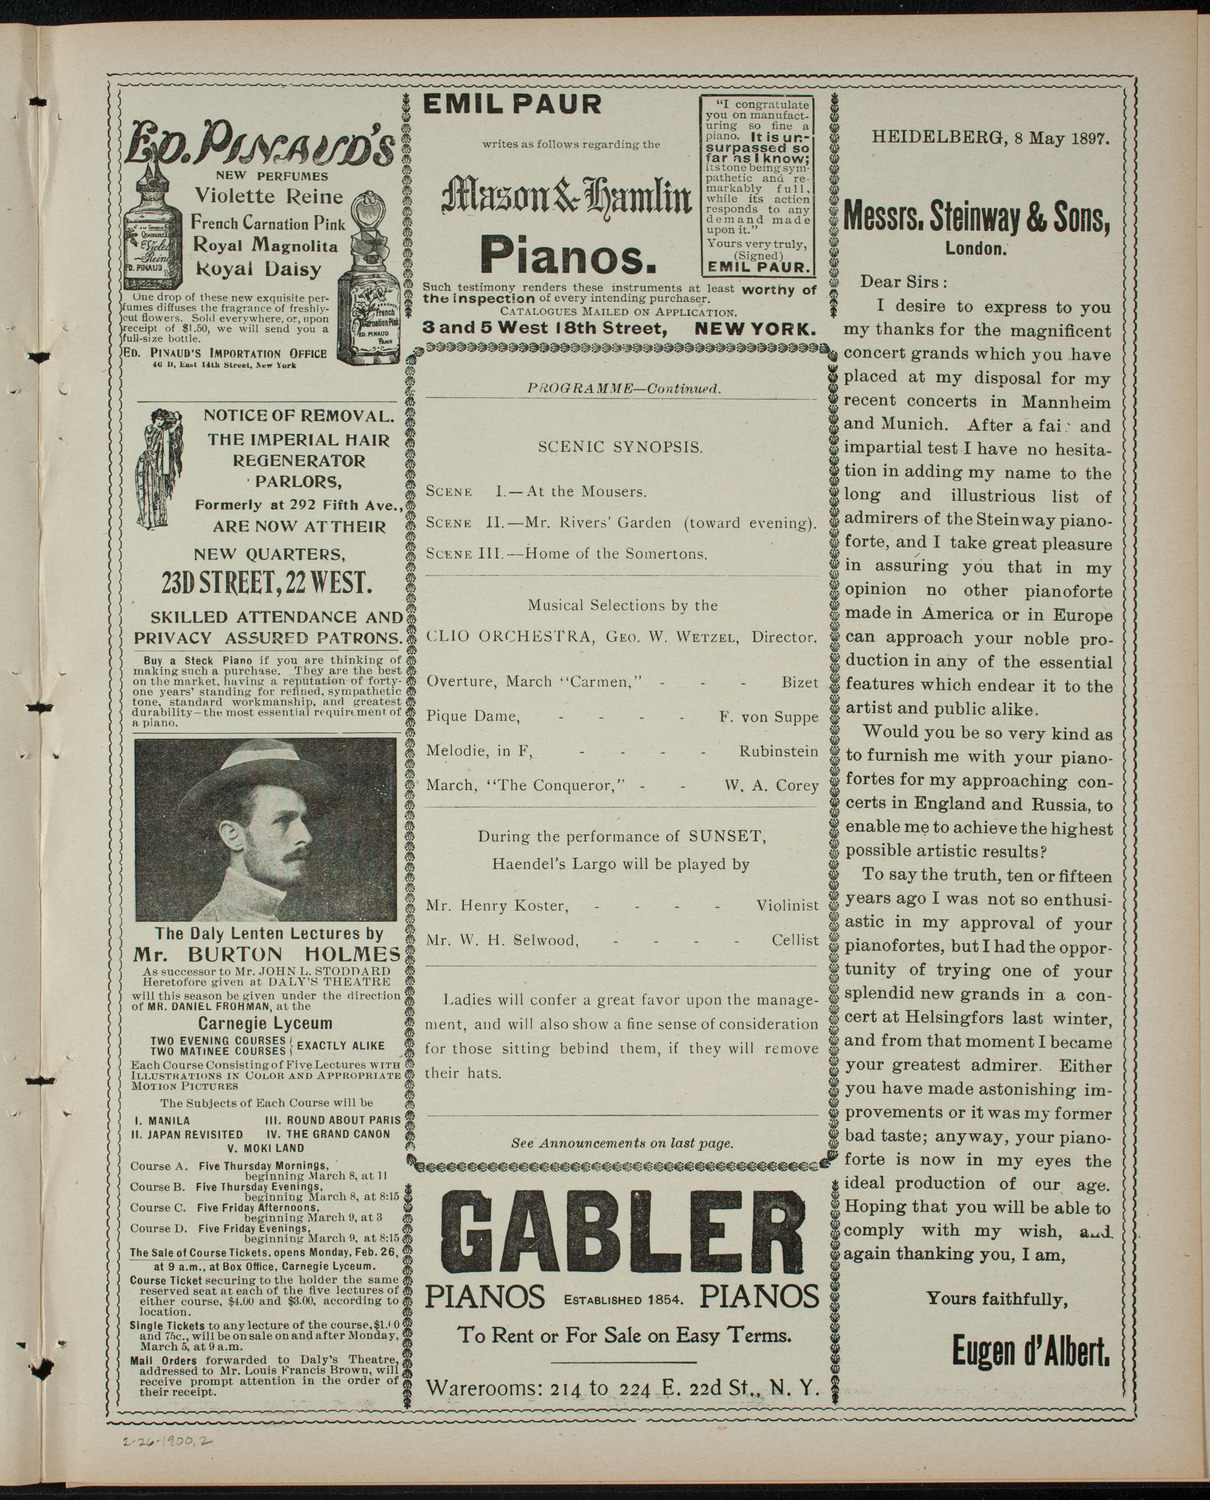 ED. PINAUD'S
NEW PERFUMES
Violette Reine
French Carnation Pink
Royal Magnolita
Royal Daisy
One drop of these new exquisite per-
fumes diffuses the fragrance of freshly-
cut flowers. Sold everywhere, or, upon
receipt of $1.50, we will send you a
full-size bottle.
ED. PINAUD'S IMPORTATION OFFICE
46 D, East 14th Street, New York
NOTICE OF REMOVAL.
THE IMPERIAL HAIR
REGENERATOR
PARLORS,
Formerly at 292 Fifth Ave.,
ARE NOW AT THEIR
NEW QUARTERS,
23D STREET, 22 WEST.
SKILLED ATTENDANCE AND
PRIVACY ASSURED PATRONS.
Buy a Steck Piano if you are thinking of
making such a purchase. They are the best
on the market, having a reputation of forty-
one years' standing for refined, sympathetic
tone, standard workmanship, and greatest
durability—the most essential requirement of
a piano.
The Daly Lenten Lectures by
Mr. BURTON HOLMES
As successor to Mr. JOHN L. STODDARD
Heretofore given at DALY'S THEATRE
will this season be given under the direction
of MR. DANIEL FROHMAN, at the
Carnegie Lyceum
TWO EVENING COURSES
TWO MATINEE COURSES } EXACTLY ALIKE
Each Course Consisting of Five Lectures WITH
ILLUSTRATIONS IN COLOR AND APPROPRIATE
MOTION PICTURES
The Subjects of Each Course will be
I. MANILA III. ROUND ABOUT PARIS
II. JAPAN REVISITED IV. THE GRAND CANON
V. MOKI LAND
Course A. Five Thursday Mornings,
beginning March 8, at 11
Course B. Five Thursday Evenings,
beginning March 8, at 8:15
Course C. Five Friday Afternoons,
beginning March 9, at 3
Course D. Five Friday Evenings,
beginning March 9, at 8:15
The Sale of Course Tickets, opens Monday, Feb. 26,
at 9 a.m., at Box Office, Carnegie Lyceum.
Course Ticket securing to the holder the same
reserved seat at each of the five lectures of
either course, $4.00 and $3.00, according to
location.
Single Tickets to any lecture of the course, $1.00
and 75c., will be on sale on and after Monday,
March 5, at 9 a.m.
Mail Orders forwarded to Daly's Theatre,
addressed to Mr. Louis Francis Brown, will
receive prompt attention in the order of
their receipt.
EMIL PAUR
writes as follows regarding the
Mason & Hamlin
Pianos.
"I congratulate
you on manufact-
uring so fine a
piano. It is un-
surpassed so
far as I know;
its tone being sym-
pathetic and re-
markably full,
while its action
responds to any
demand made
upon it."
Yours very truly,
(Signed)
EMIL PAUR.
Such testimony renders these instruments at least worthy of
the inspection of every intending purchaser.
CATALOGUES MAILED ON APPLICATION.
3 and 5 West 18th Street, NEW YORK.
PROGRAMME—Continued.
SCENIC SYNOPSIS.
SCENE I.—At the Mousers.
SCENE II.—Mr. Rivers' Garden (toward evening).
SCENE III.—Home of the Somertons.
Musical Selections by the
CLIO ORCHESTRA, GEO. W. WETZEL, Director.
Overture, March "Carmen," - - - Bizet
Pique Dame, - - - - F. von Suppe
Melodie, in F, - - - - Rubinstein
March, "The Conqueror," - - W. A. Corey
During the performance of SUNSET,
Haendel's Largo will be played by
Mr. Henry Koster, - - - - Violinist
Mr. W. H. Selwood, - - - - Cellist
Ladies will confer a great favor upon the manage-
ment, and will also show a fine sense of consideration
for those sitting behind them, if they will remove
their hats.
See Announcements on last page.
GABLER
PIANOS ESTABLISHED 1854. PIANOS
To Rent or For Sale on Easy Terms.
Warerooms: 214 to 224 E. 22d St., N. Y.
HEIDELBERG, 8 May 1897.
Messrs. Steinway & Sons,
London.
Dear Sirs:
I desire to express to you
my thanks for the magnificent
concert grands which you have
placed at my disposal for my
recent concerts in Mannheim
and Munich. After a fair and
impartial test I have no hesita-
tion in adding my name to the
long and illustrious list of
admirers of the Steinway piano-
forte, and I take great pleasure
in assuring you that in my
opinion no other pianoforte
made in America or in Europe
can approach your noble pro-
duction in any of the essential
features which endear it to the
artist and public alike.
Would you be so very kind as
to furnish me with your piano-
fortes for my approaching con-
certs in England and Russia, to
enable me to achieve the highest
possible artistic results?
To say the truth, ten or fifteen
years ago I was not so enthusi-
astic in my approval of your
pianofortes, but I had the oppor-
tunity of trying one of your
splendid new grands in a con-
cert at Helsingfors last winter,
and from that moment I became
your greatest admirer. Either
you have made astonishing im-
provements or it was my former
bad taste; anyway, your piano-
forte is now in my eyes the
ideal production of our age.
Hoping that you will be able to
comply with my wish, and
again thanking you, I am,
Yours faithfully,
Eugen d'Albert.
2-26-1900, 2